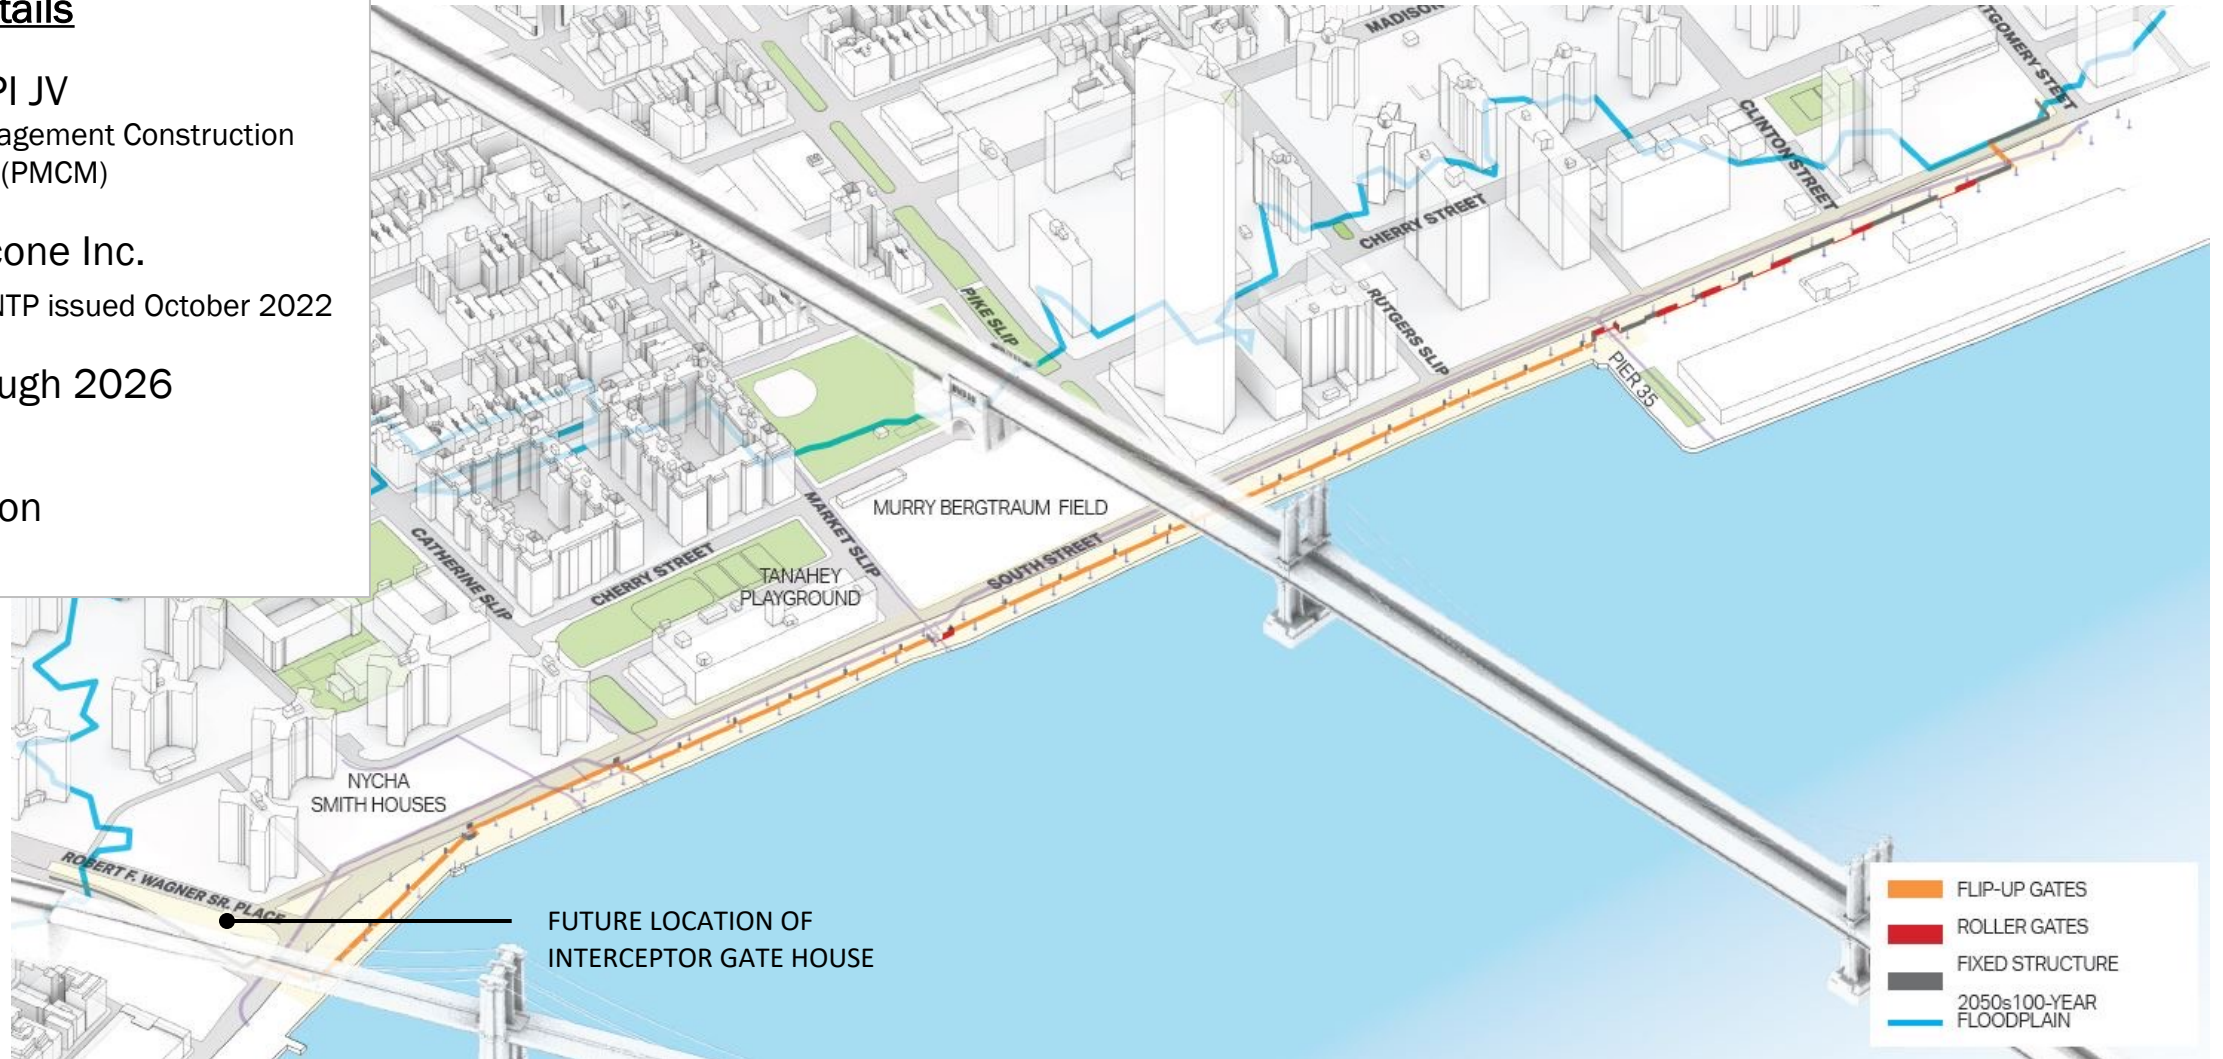 tails
PI JV
agement Construction
(PMCM)
cone Inc.
NTP issued October 2022
ugh 2026
on
MADISON
TGOMERY STREET
CLINTON STREET
CHERRY STREET
PIKE SLIP
RUTGERS SLIP
PIER 35
MURRY BERGTRAUM FIELD
MARKET SLIP
SOUTH STREET
CATHERINE SLIP
CHERRY STREET
TANAHEY
PLAYGROUND
NYCHA
SMITH HOUSES
ROBERT F. WAGNER SR. PLACE
FUTURE LOCATION OF
INTERCEPTOR GATE HOUSE
FLIP-UP GATES
ROLLER GATES
FIXED STRUCTURE
2050s100-YEAR
FLOODPLAIN